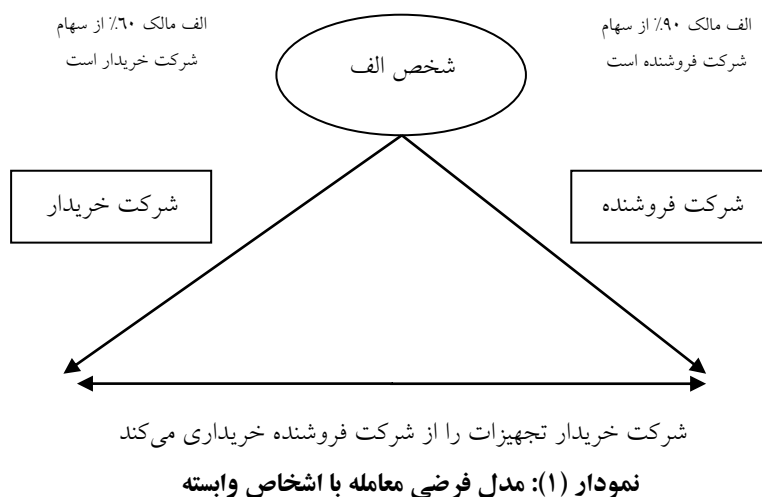 الف مالک ۹۰٪ از سهام
شرکت فروشنده است
شخص الف
الف مالک ۶۰٪ از سهام
شرکت خریدار است
شرکت فروشنده
شرکت خریدار
شرکت خریدار تجهیزات را از شرکت فروشنده خریداری می‌کند
نمودار (۱): مدل فرضی معامله با اشخاص وابسته